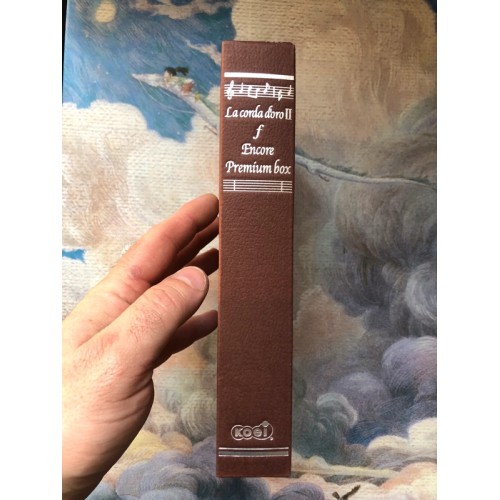 La corda d'oro II
f
Encore
Premium box
KOEI